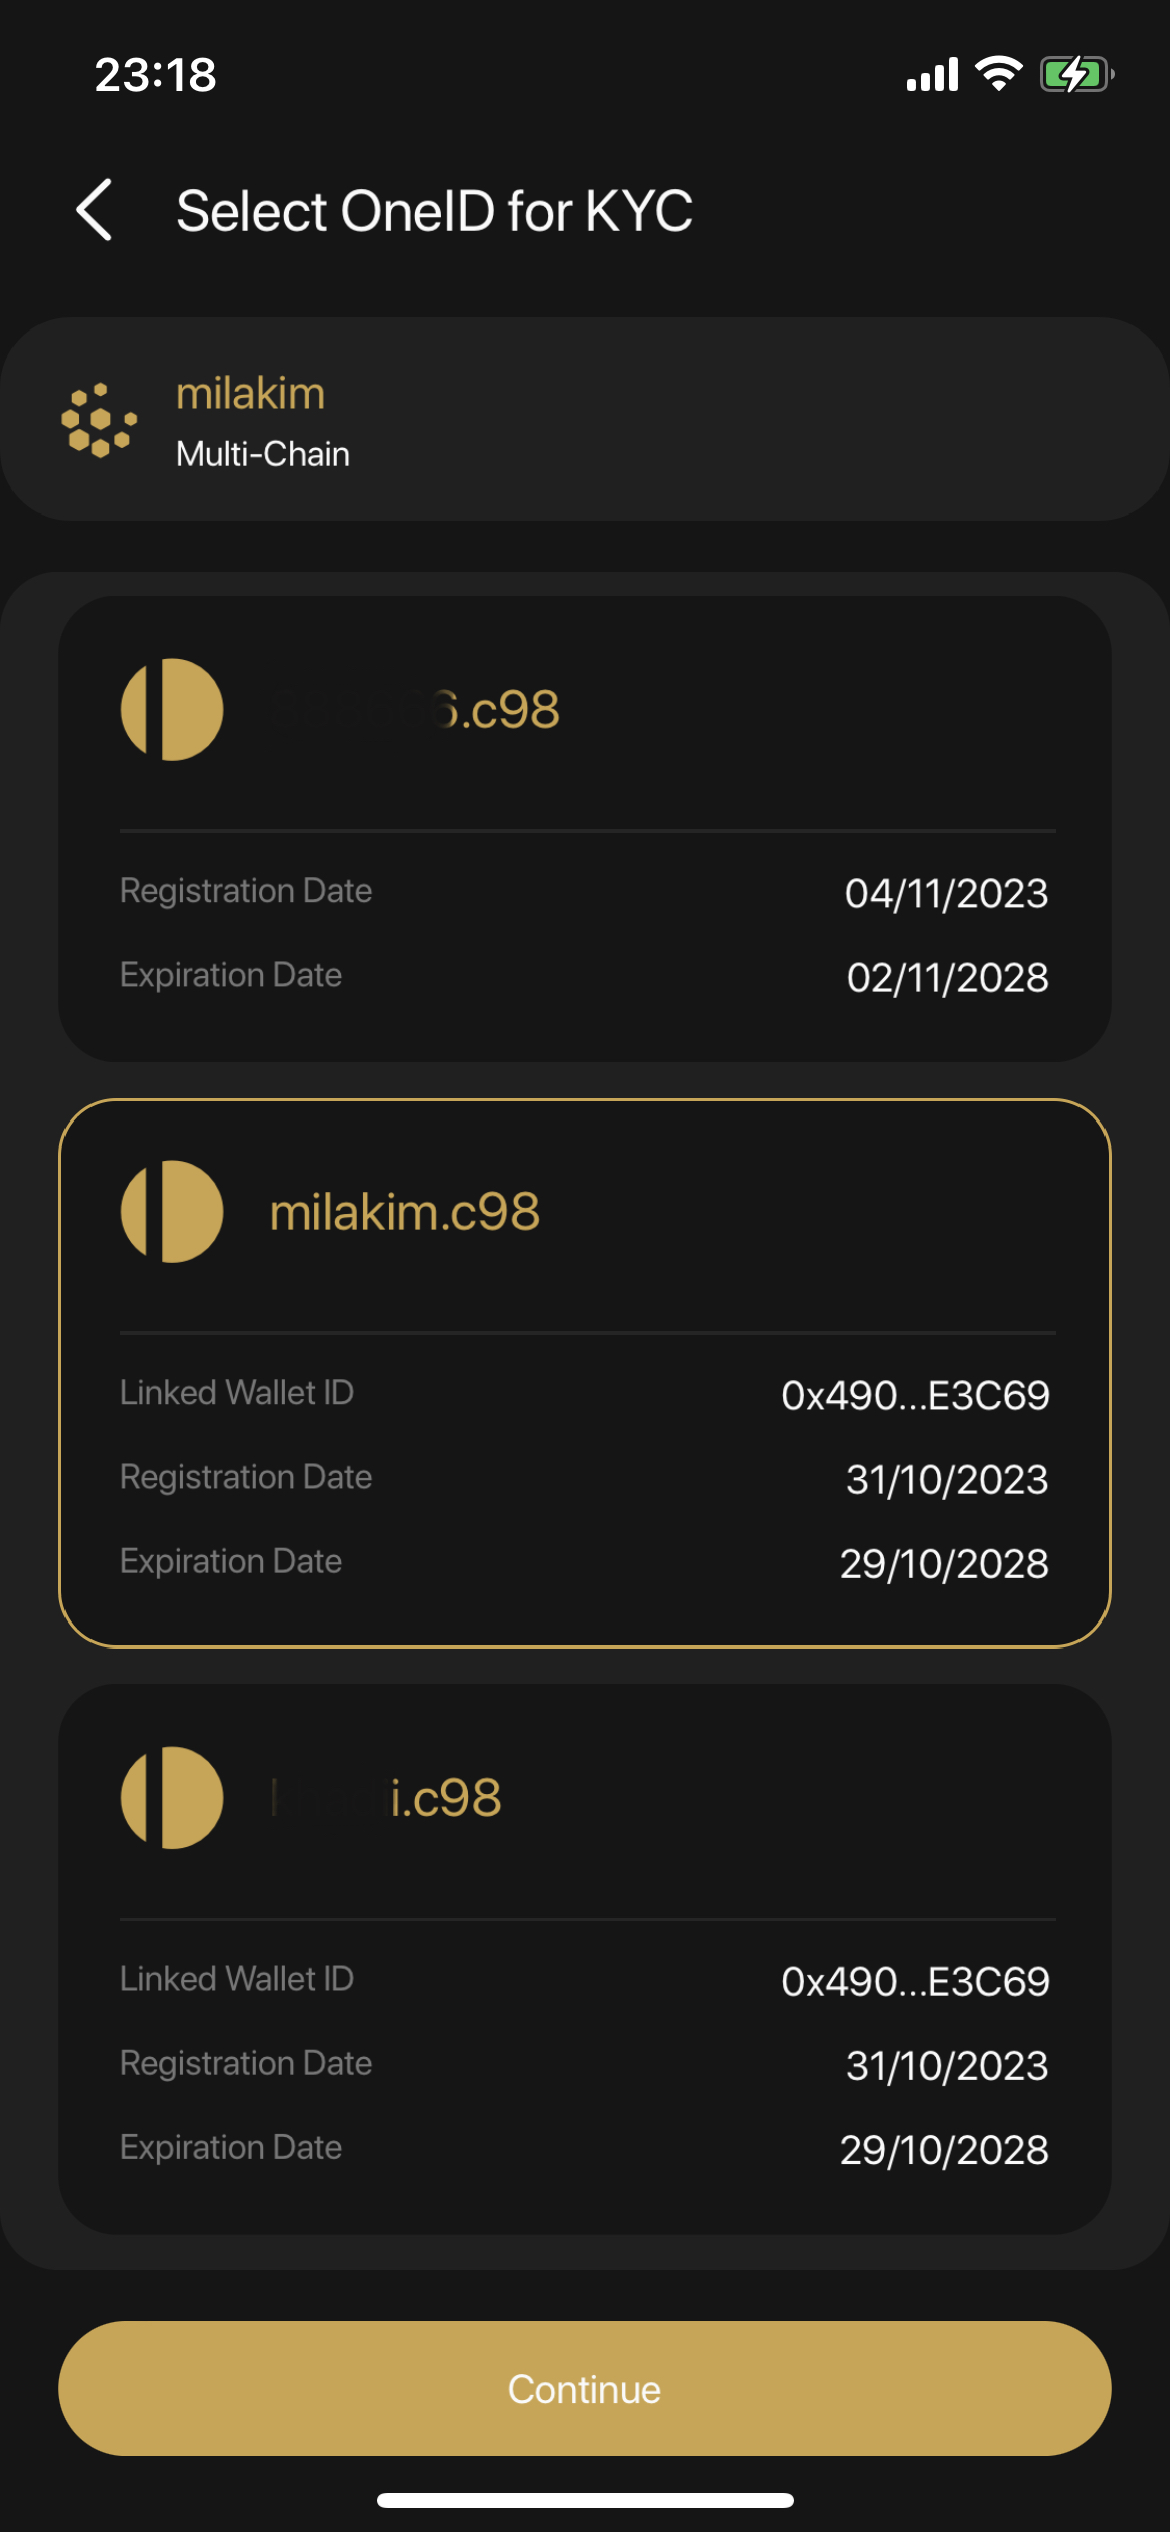 23:18
Select OneID for KYC
milakim
Multi-Chain
6.c98
Registration Date
04/11/2023
Expiration Date
02/11/2028
milakim.c98
Linked Wallet ID
0x490...E3C69
Registration Date
31/10/2023
Expiration Date
29/10/2028
i.c98
Linked Wallet ID
0x490...E3C69
Registration Date
31/10/2023
Expiration Date
29/10/2028
Continue